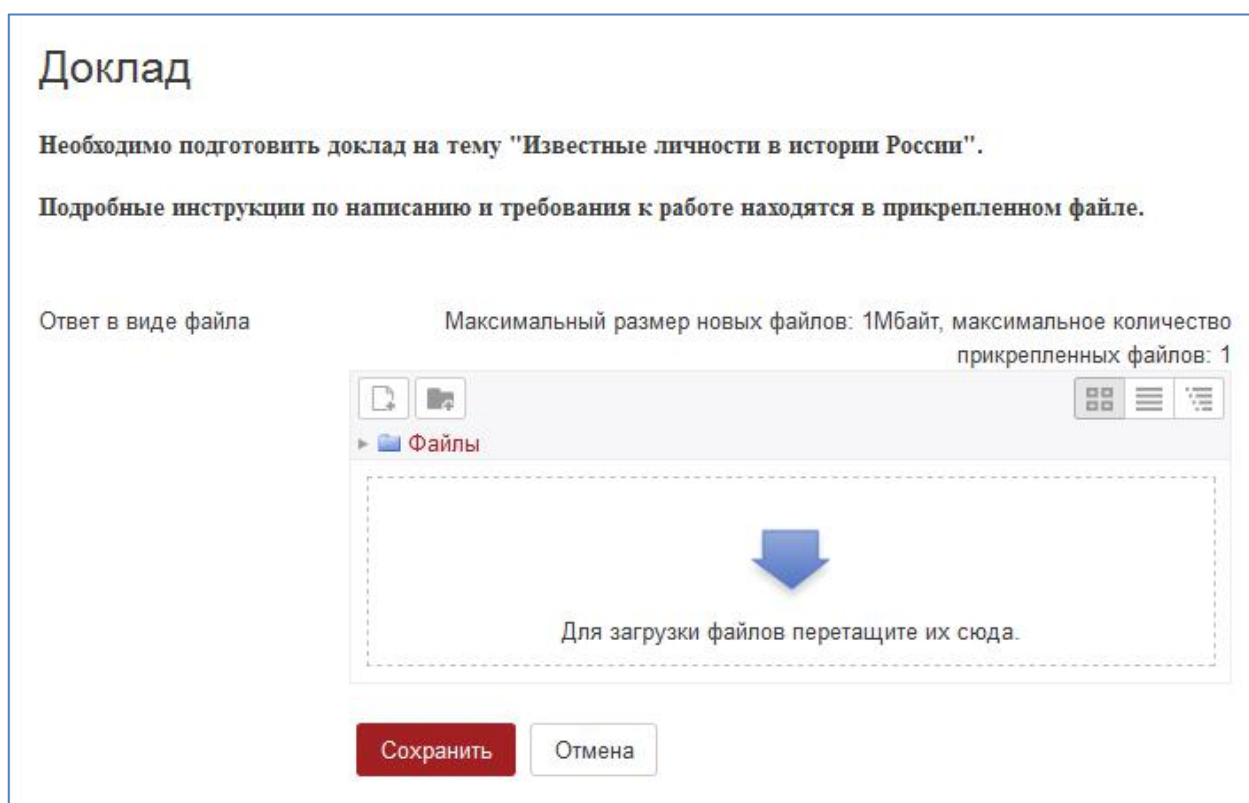 Доклад
Необходимо подготовить доклад на тему "Известные личности в истории России".
Подробные инструкции по написанию и требования к работе находятся в прикрепленном файле.
Ответ в виде файла
Максимальный размер новых файлов: 1Мбайт, максимальное количество
прикрепленных файлов: 1
Файлы
Для загрузки файлов перетащите их сюда.
Сохранить
Отмена